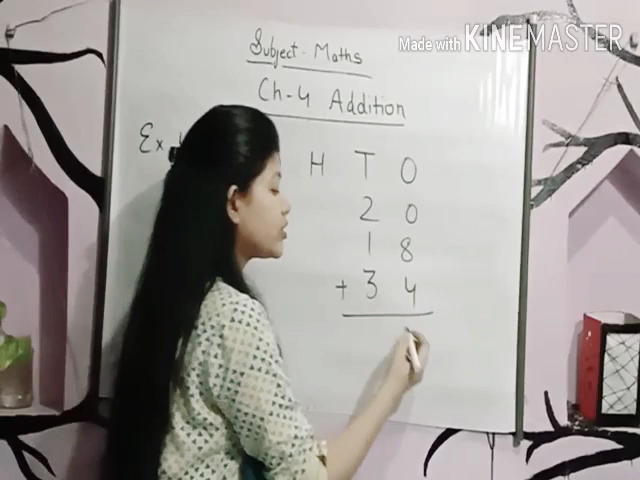 Made with KINEMASTER
Subject- Maths
Ch-4 Addition
Ex
H T O
2 0
1 8
+ 3 4